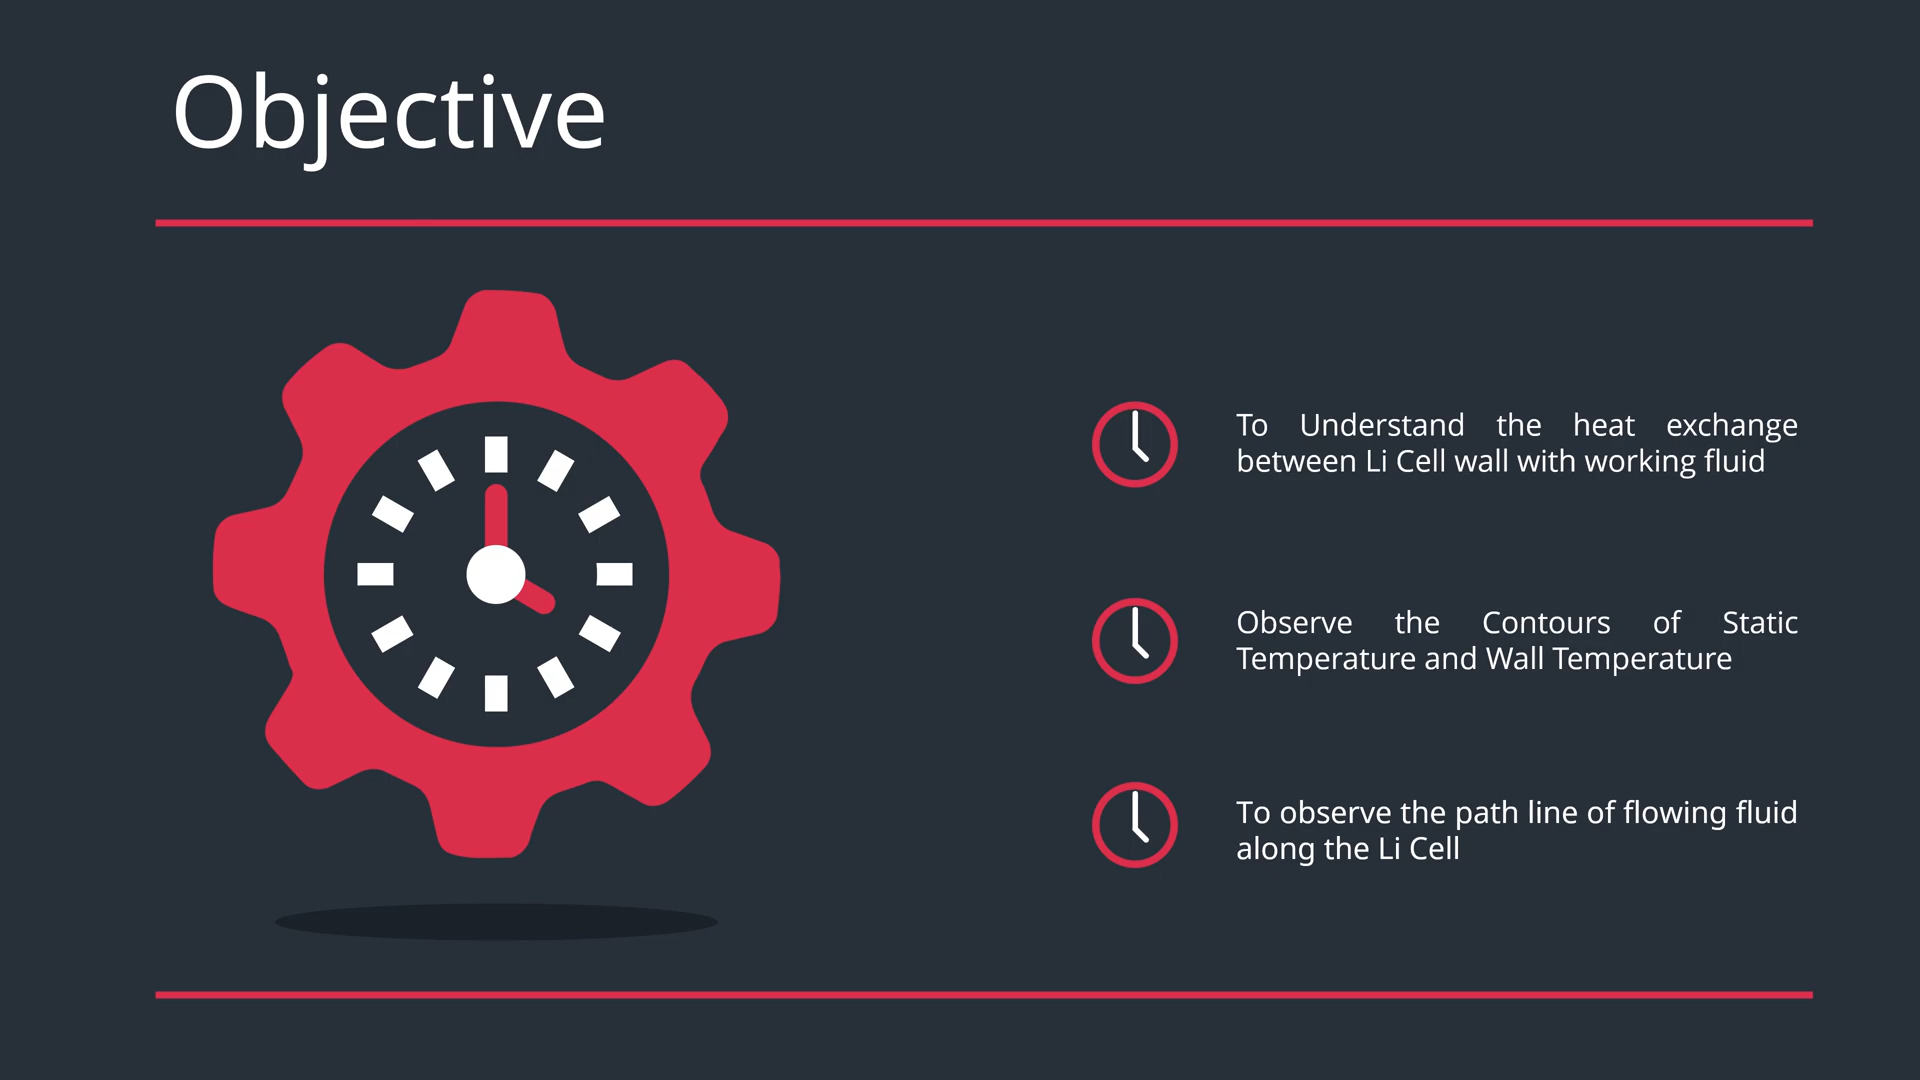 Objective
To Understand the heat exchange
between Li Cell wall with working fluid
Observe the Contours of Static
Temperature and Wall Temperature
To observe the path line of flowing fluid
along the Li Cell